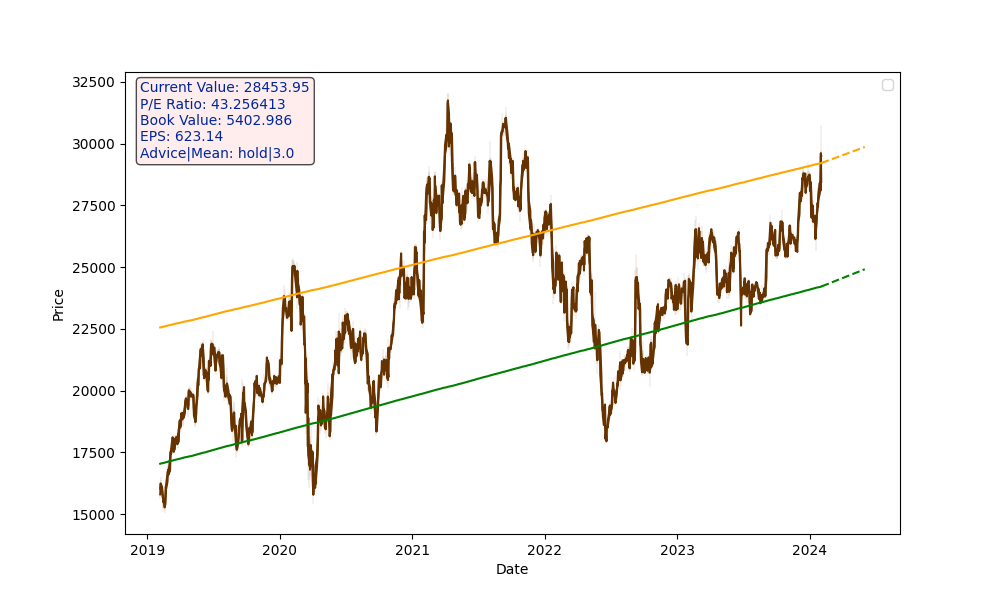 32500
30000
27500
25000
22500
20000
17500
15000
Price
Current Value: 28453.95
P/E Ratio: 43.256413
Book Value: 5402.986
EPS: 623.14
Advice|Mean: hold|3.0
2019
2020
2021
2022
2023
2024
Date